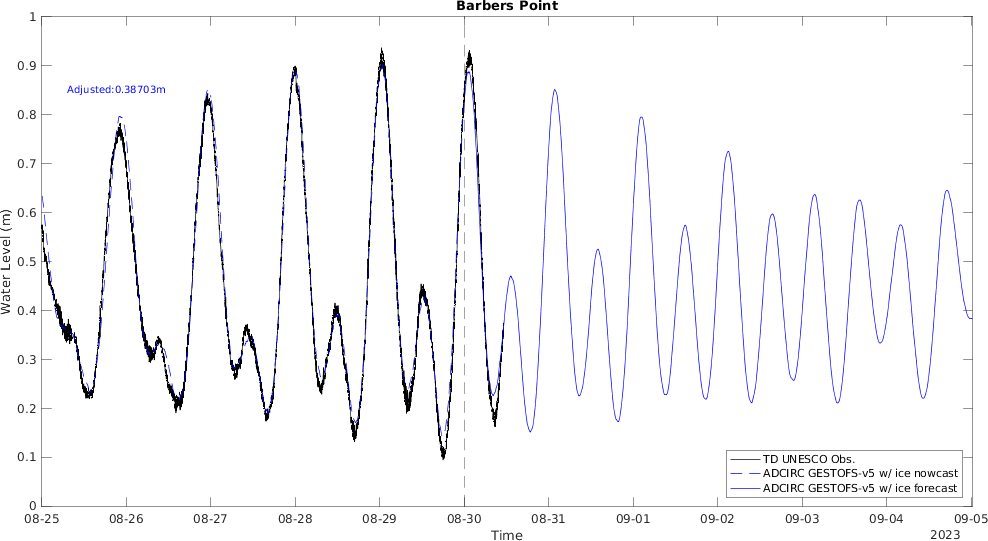 Barbers Point
1
0.9
0.8
0.7
0.6
0.5
0.4
0.3
0.2
0.1
0
Water Level (m)
Adjusted:0.38703m
TD UNESCO Obs.
ADCIRC GESTOFS-v5 w/ ice nowcast
ADCIRC GESTOFS-v5 w/ ice forecast
08-25 08-26 08-27 08-28 08-29 08-30 08-31 09-01 09-02 09-03 09-04 09-05
Time
2023